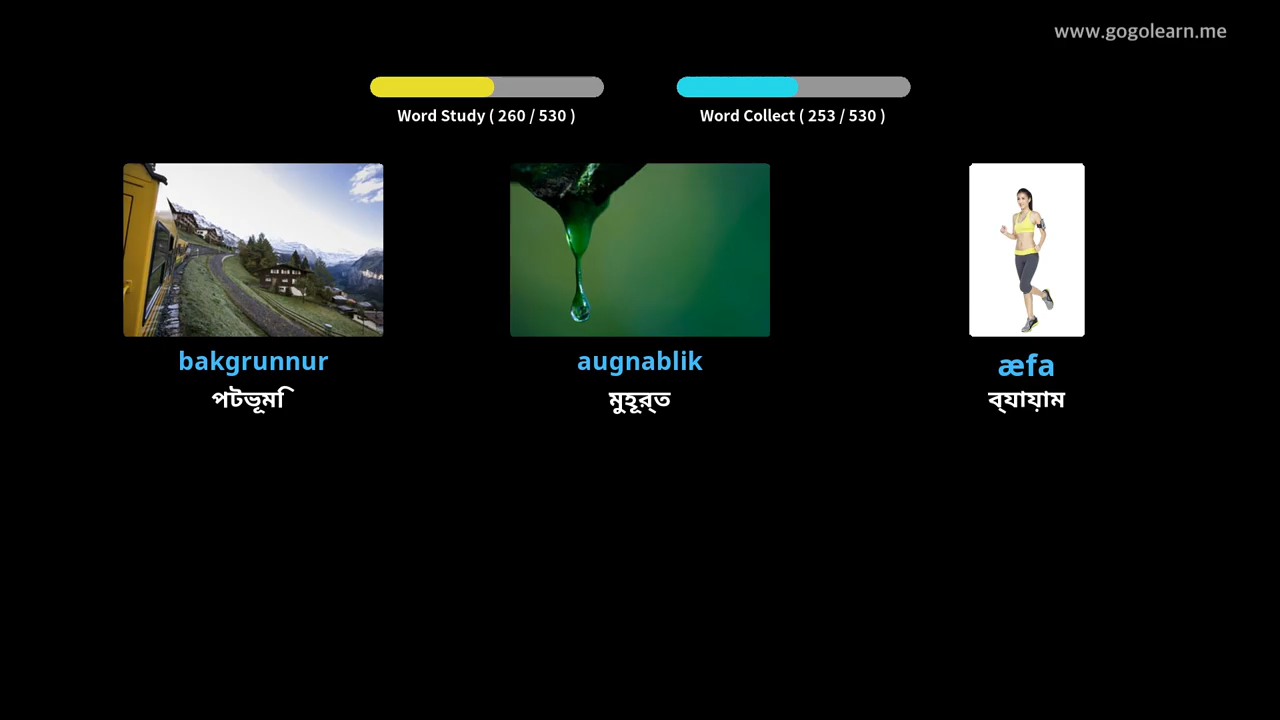 www.gogolearn.me
Word Study ( 260 / 530 )
Word Collect ( 253 / 530 )
bakgrunnur
augnablik
æfa
পটভূমি
মুহূর্ত
ব্যায়াম